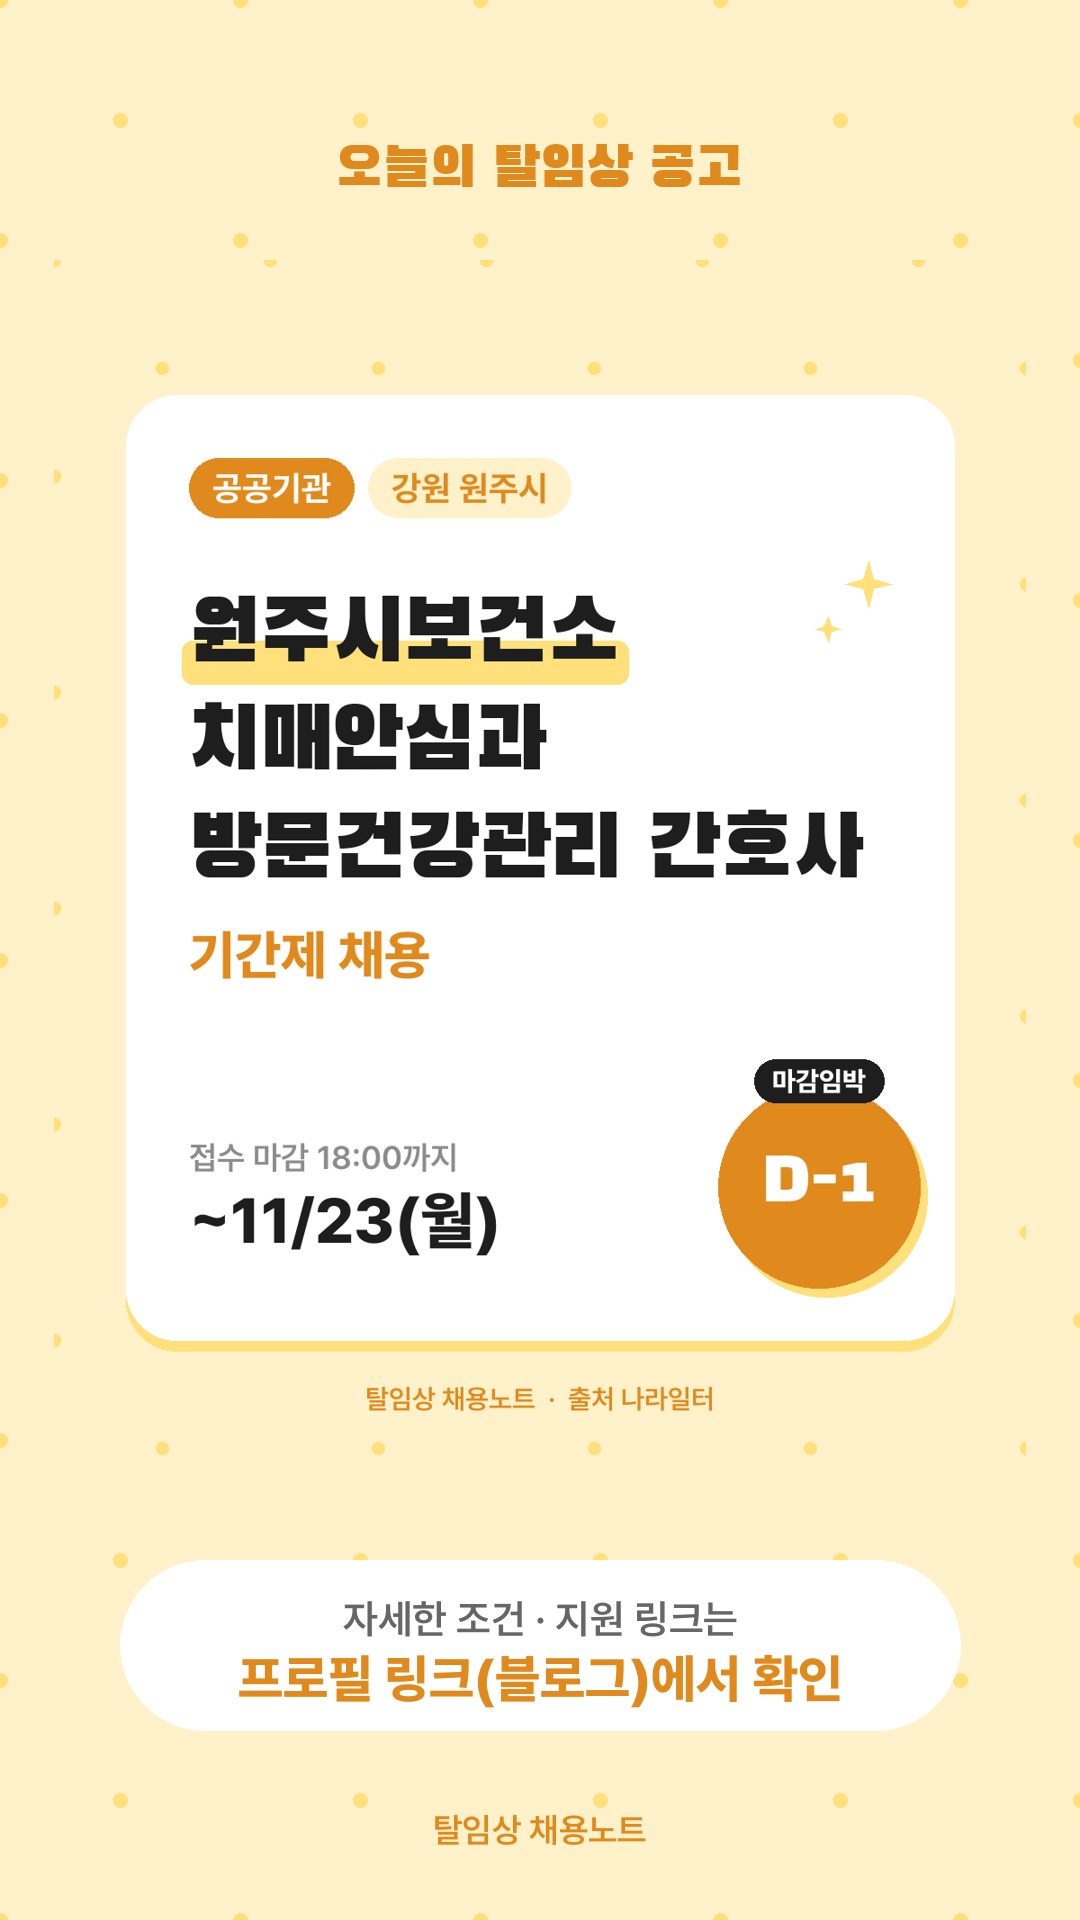 오늘의 탈임상 공고
공공기관
강원 원주시
원주시보건소
치매안심과
방문건강관리 간호사
기간제 채용
마감임박
D-1
접수 마감 18:00까지
~11/23(월)
탈임상 채용노트 · 출처 나라일터
자세한 조건 · 지원 링크는
프로필 링크(블로그)에서 확인
탈임상 채용노트